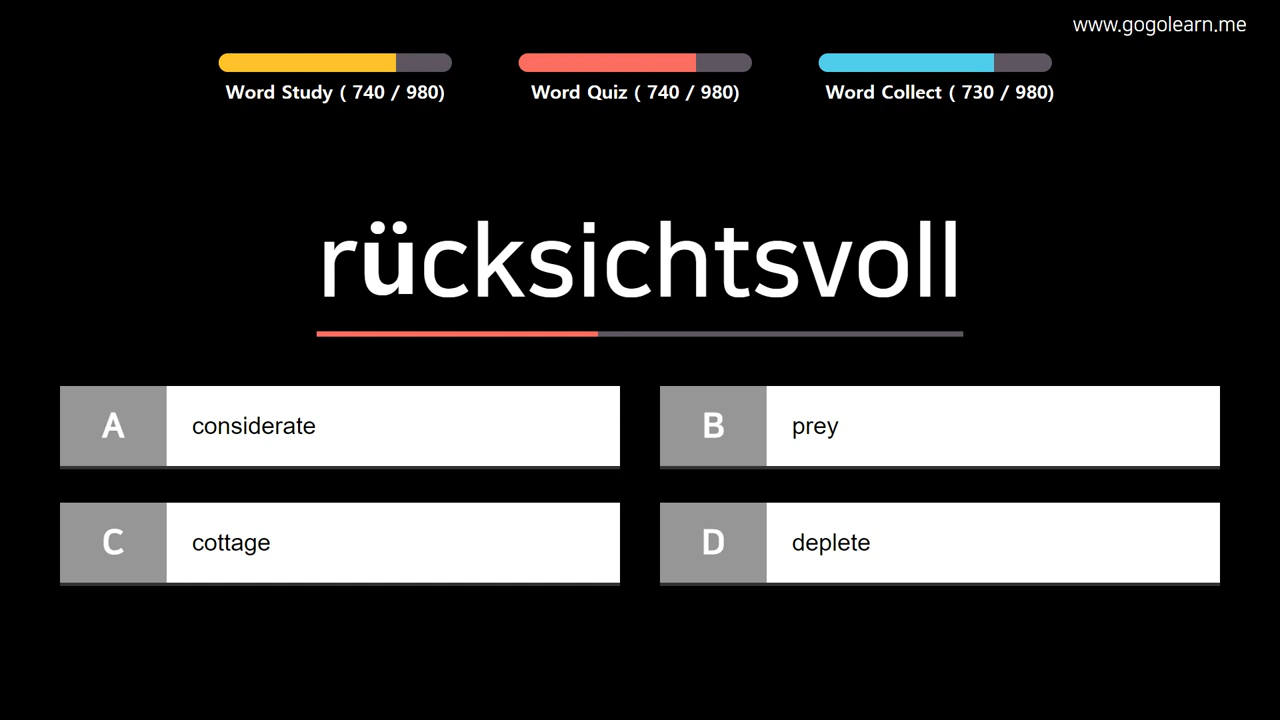 www.gogolearn.me
Word Study ( 740 / 980)
Word Quiz ( 740 / 980)
Word Collect ( 730 / 980)
rücksichtsvoll
A considerate
B prey
C cottage
D deplete